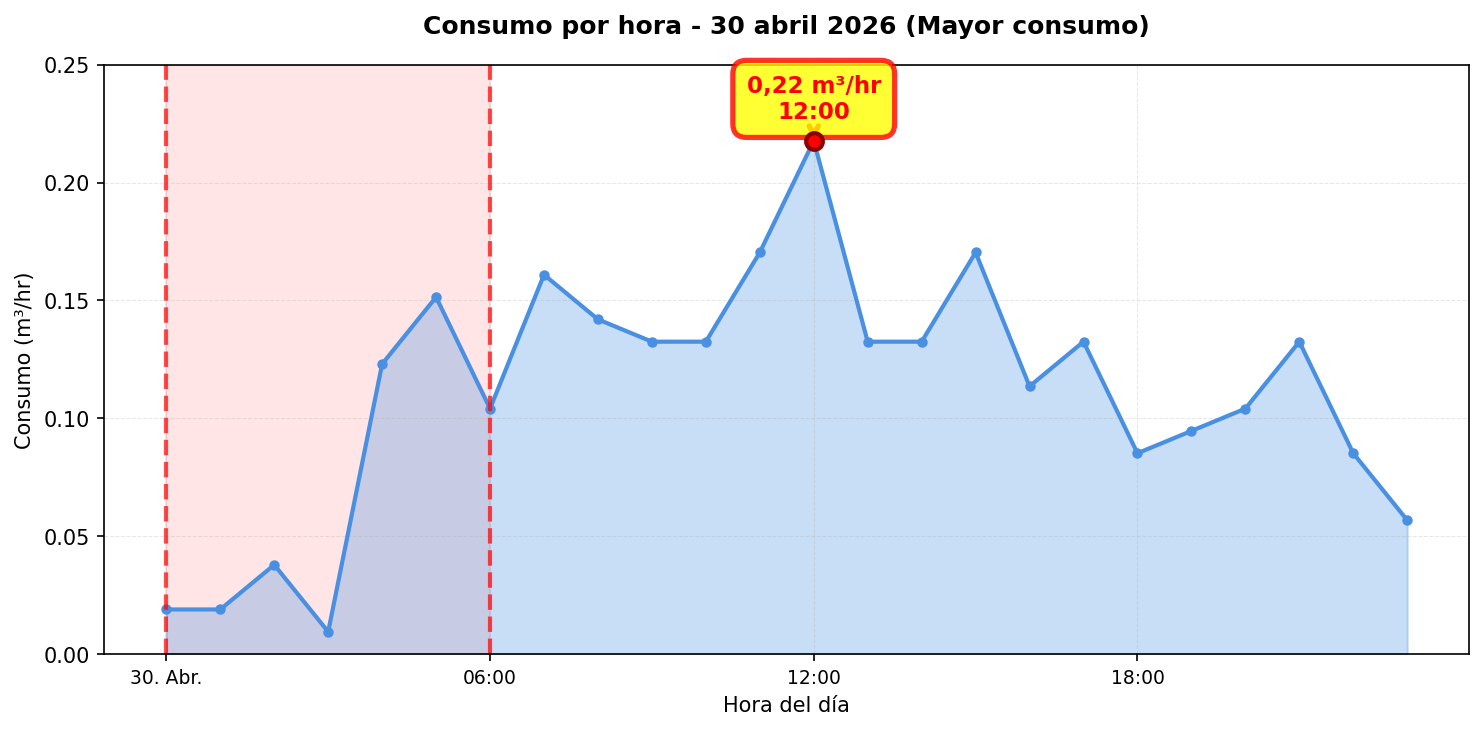 Consumo por hora - 30 abril 2026 (Mayor consumo)
0,22 m³/hr
12:00
Consumo (m³/hr)
0.25
0.20
0.15
0.10
0.05
0.00
30. Abr.
06:00
12:00
18:00
Hora del día